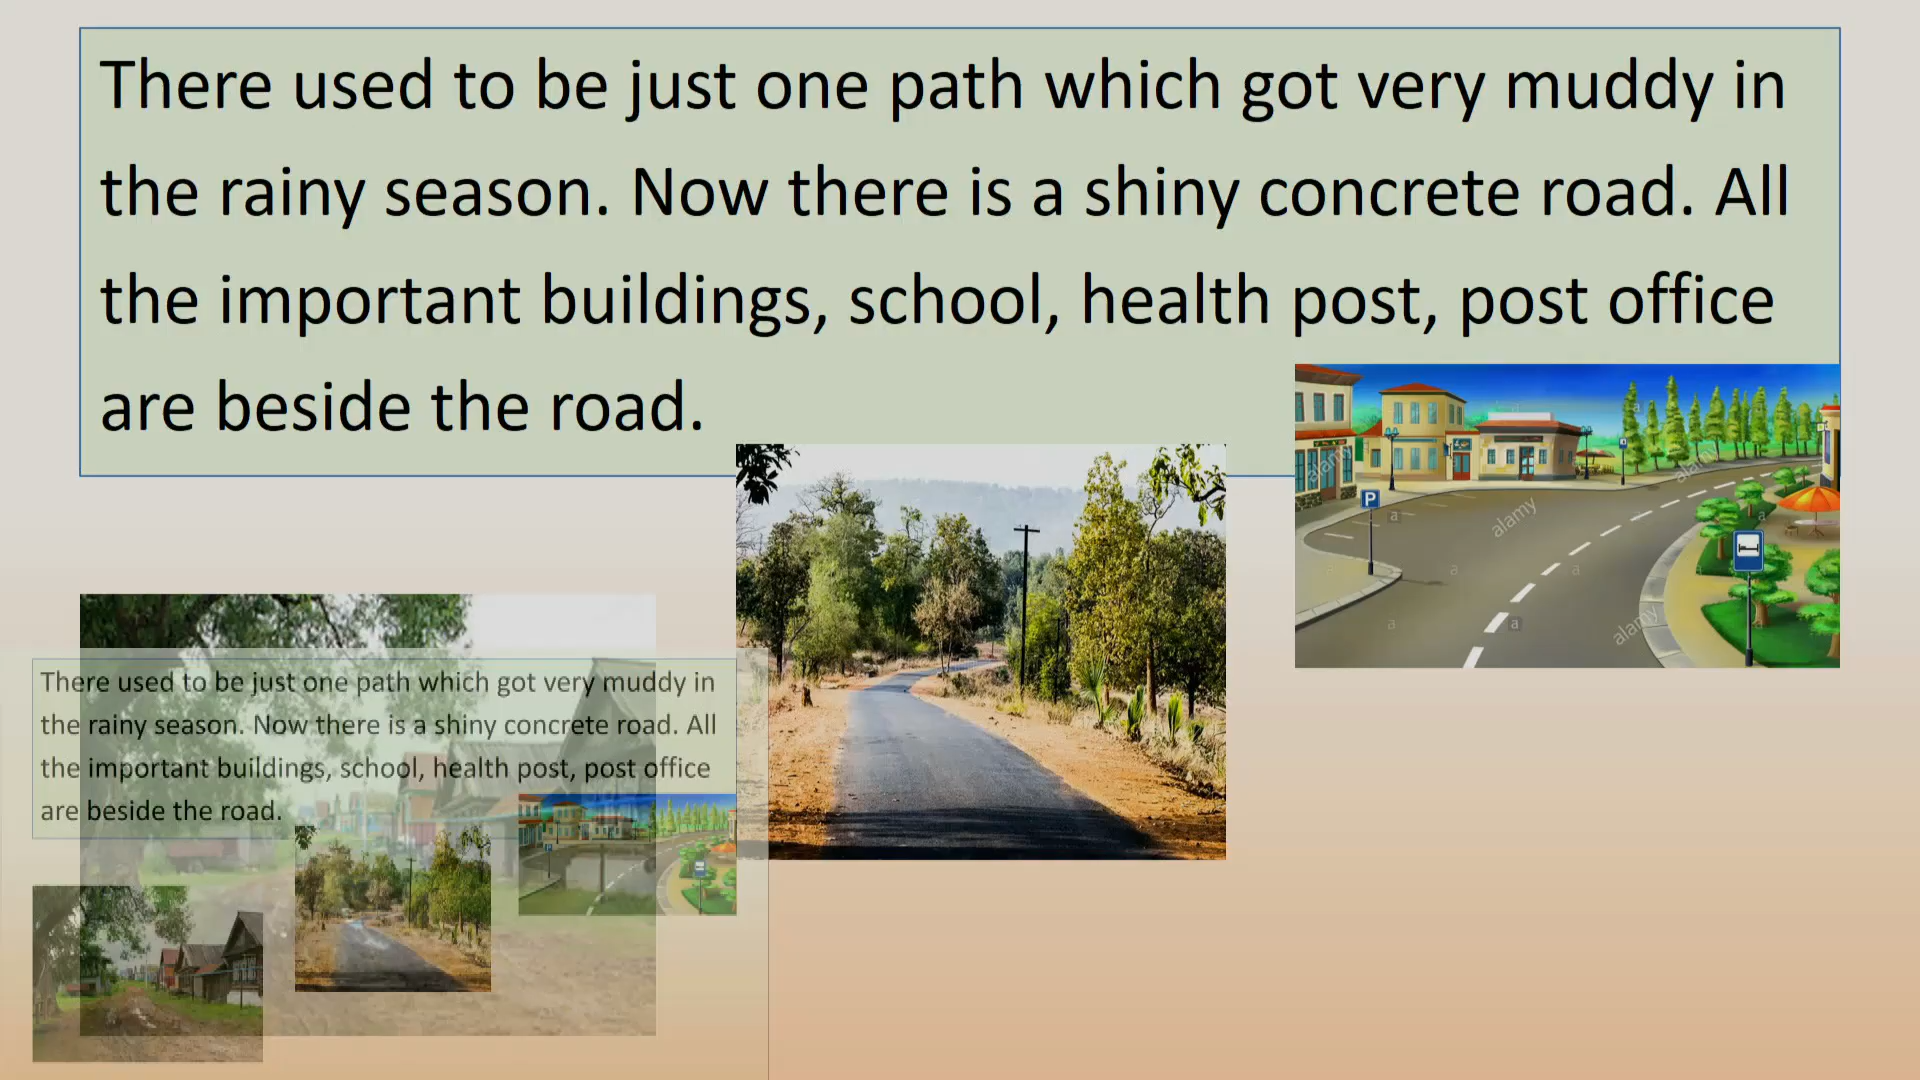 There used to be just one path which got very muddy in
the rainy season. Now there is a shiny concrete road. All
the important buildings, school, health post, post office
are beside the road.
P
alamy
alamy
alamy
alamy
a
a
a
a
a
a
a
a
a
There used to be just one path which got very muddy in
the rainy season. Now there is a shiny concrete road. All
the important buildings, school, health post, post office
are beside the road.